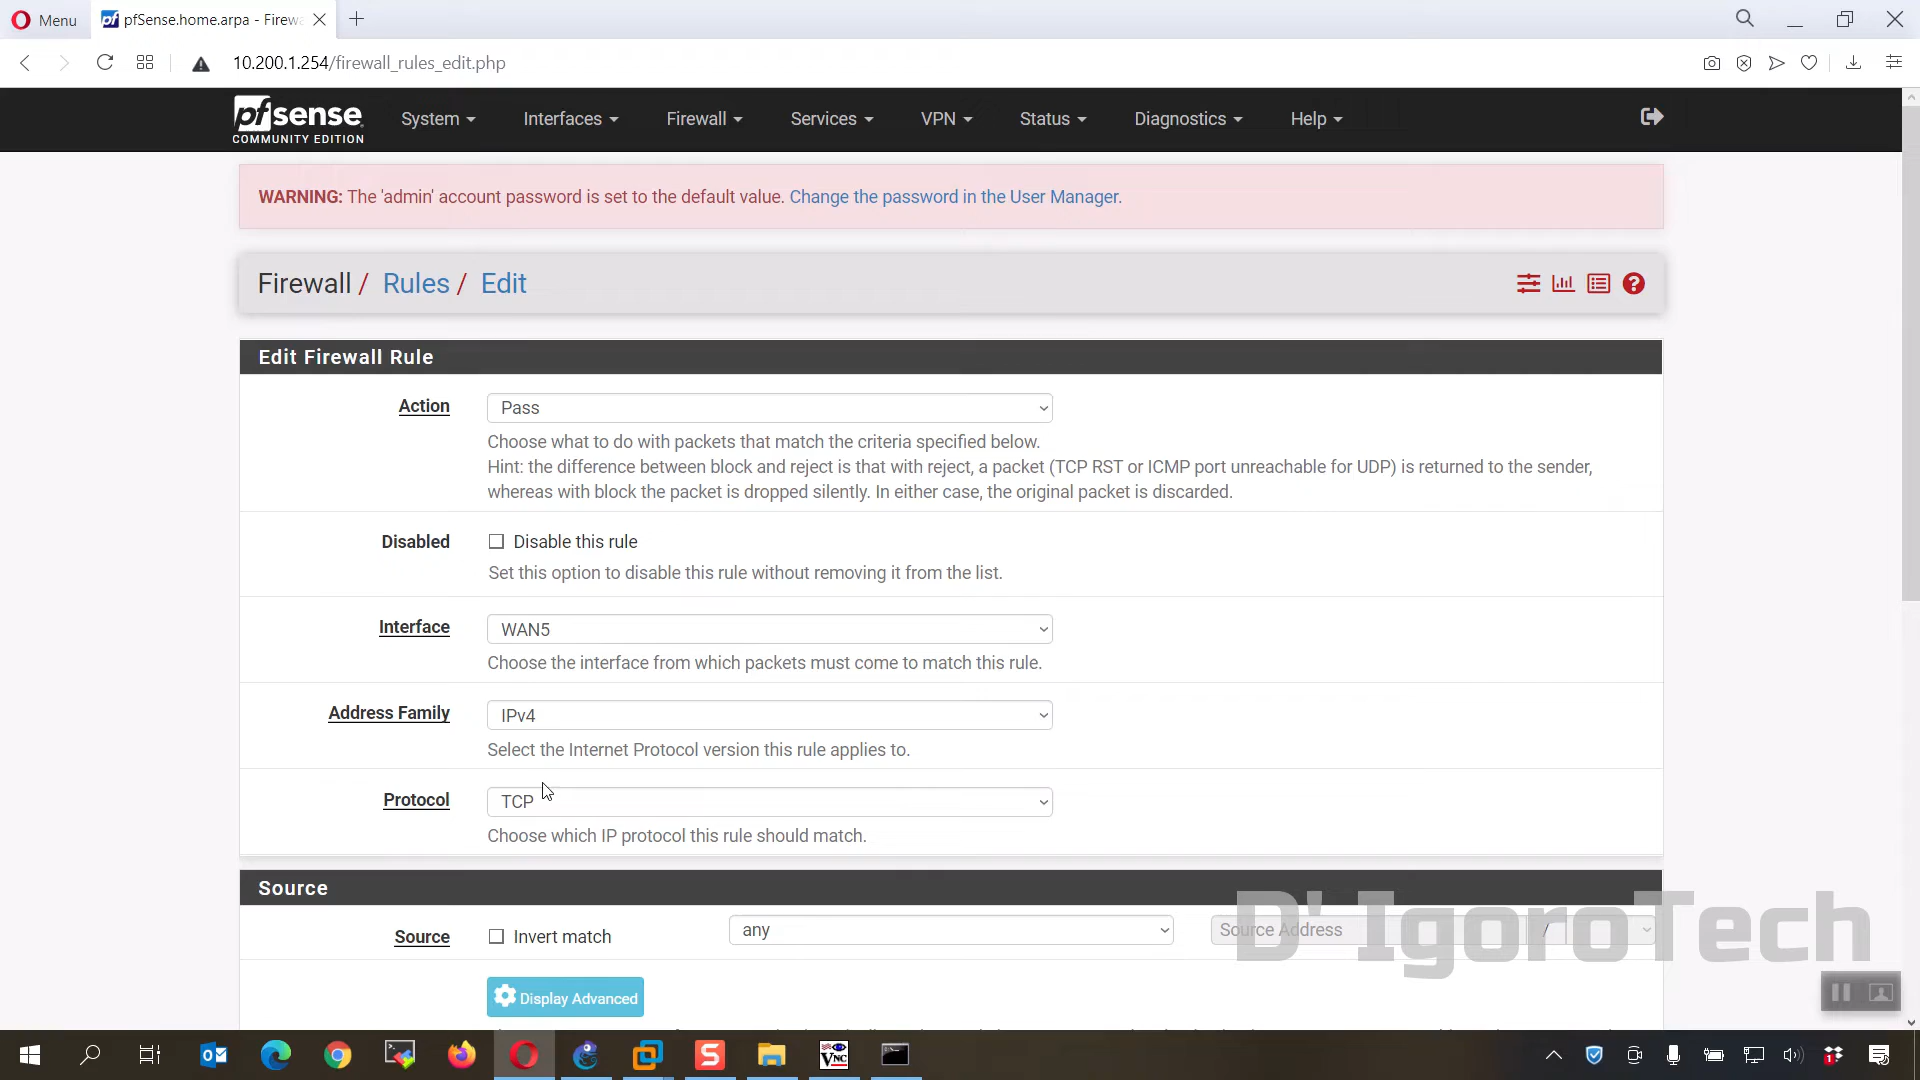 Menu
pfSense.home.arpa - Firewa
10.200.1.254/firewall_rules_edit.php
pfsense
COMMUNITY EDITION
System
Interfaces
Firewall
Services
VPN
Status
Diagnostics
Help
WARNING: The 'admin' account password is set to the default value. Change the password in the User Manager.
Firewall / Rules / Edit
Edit Firewall Rule
Action
Pass
Choose what to do with packets that match the criteria specified below.
Hint: the difference between block and reject is that with reject, a packet (TCP RST or ICMP port unreachable for UDP) is returned to the sender,
whereas with block the packet is dropped silently. In either case, the original packet is discarded.
Disabled
Disable this rule
Set this option to disable this rule without removing it from the list.
Interface
WAN5
Choose the interface from which packets must come to match this rule.
Address Family
IPv4
Select the Internet Protocol version this rule applies to.
Protocol
TCP
Choose which IP protocol this rule should match.
Source
Source
Invert match
any
Source Address
/
D' IgoroTech
Display Advanced